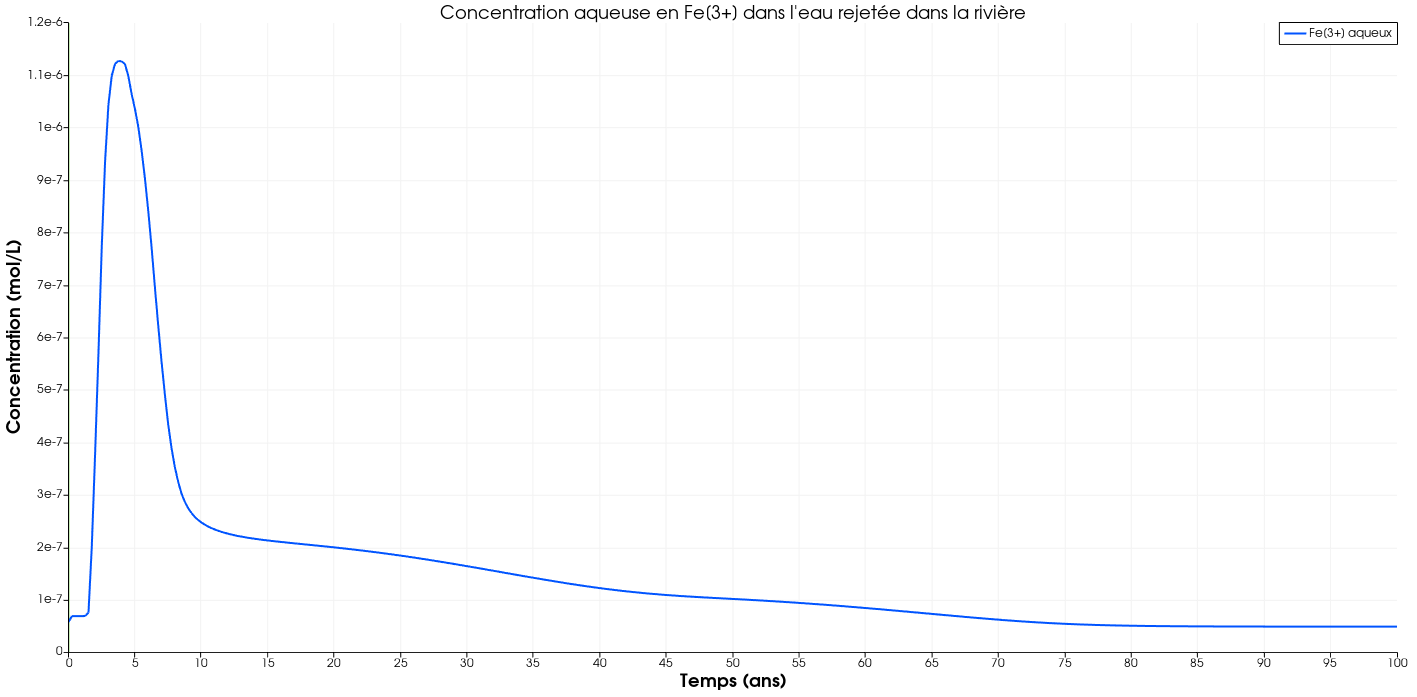 Concentration aqueuse en Fe(3+) dans l'eau rejetée dans la rivière
Fe(3+) aqueux
1.2e-6
1.1e-6
1e-6
9e-7
8e-7
7e-7
6e-7
5e-7
4e-7
3e-7
2e-7
1e-7
0
Concentration (mol/L)
0 5 10 15 20 25 30 35 40 45 50 55 60 65 70 75 80 85 90 95 100
Temps (ans)